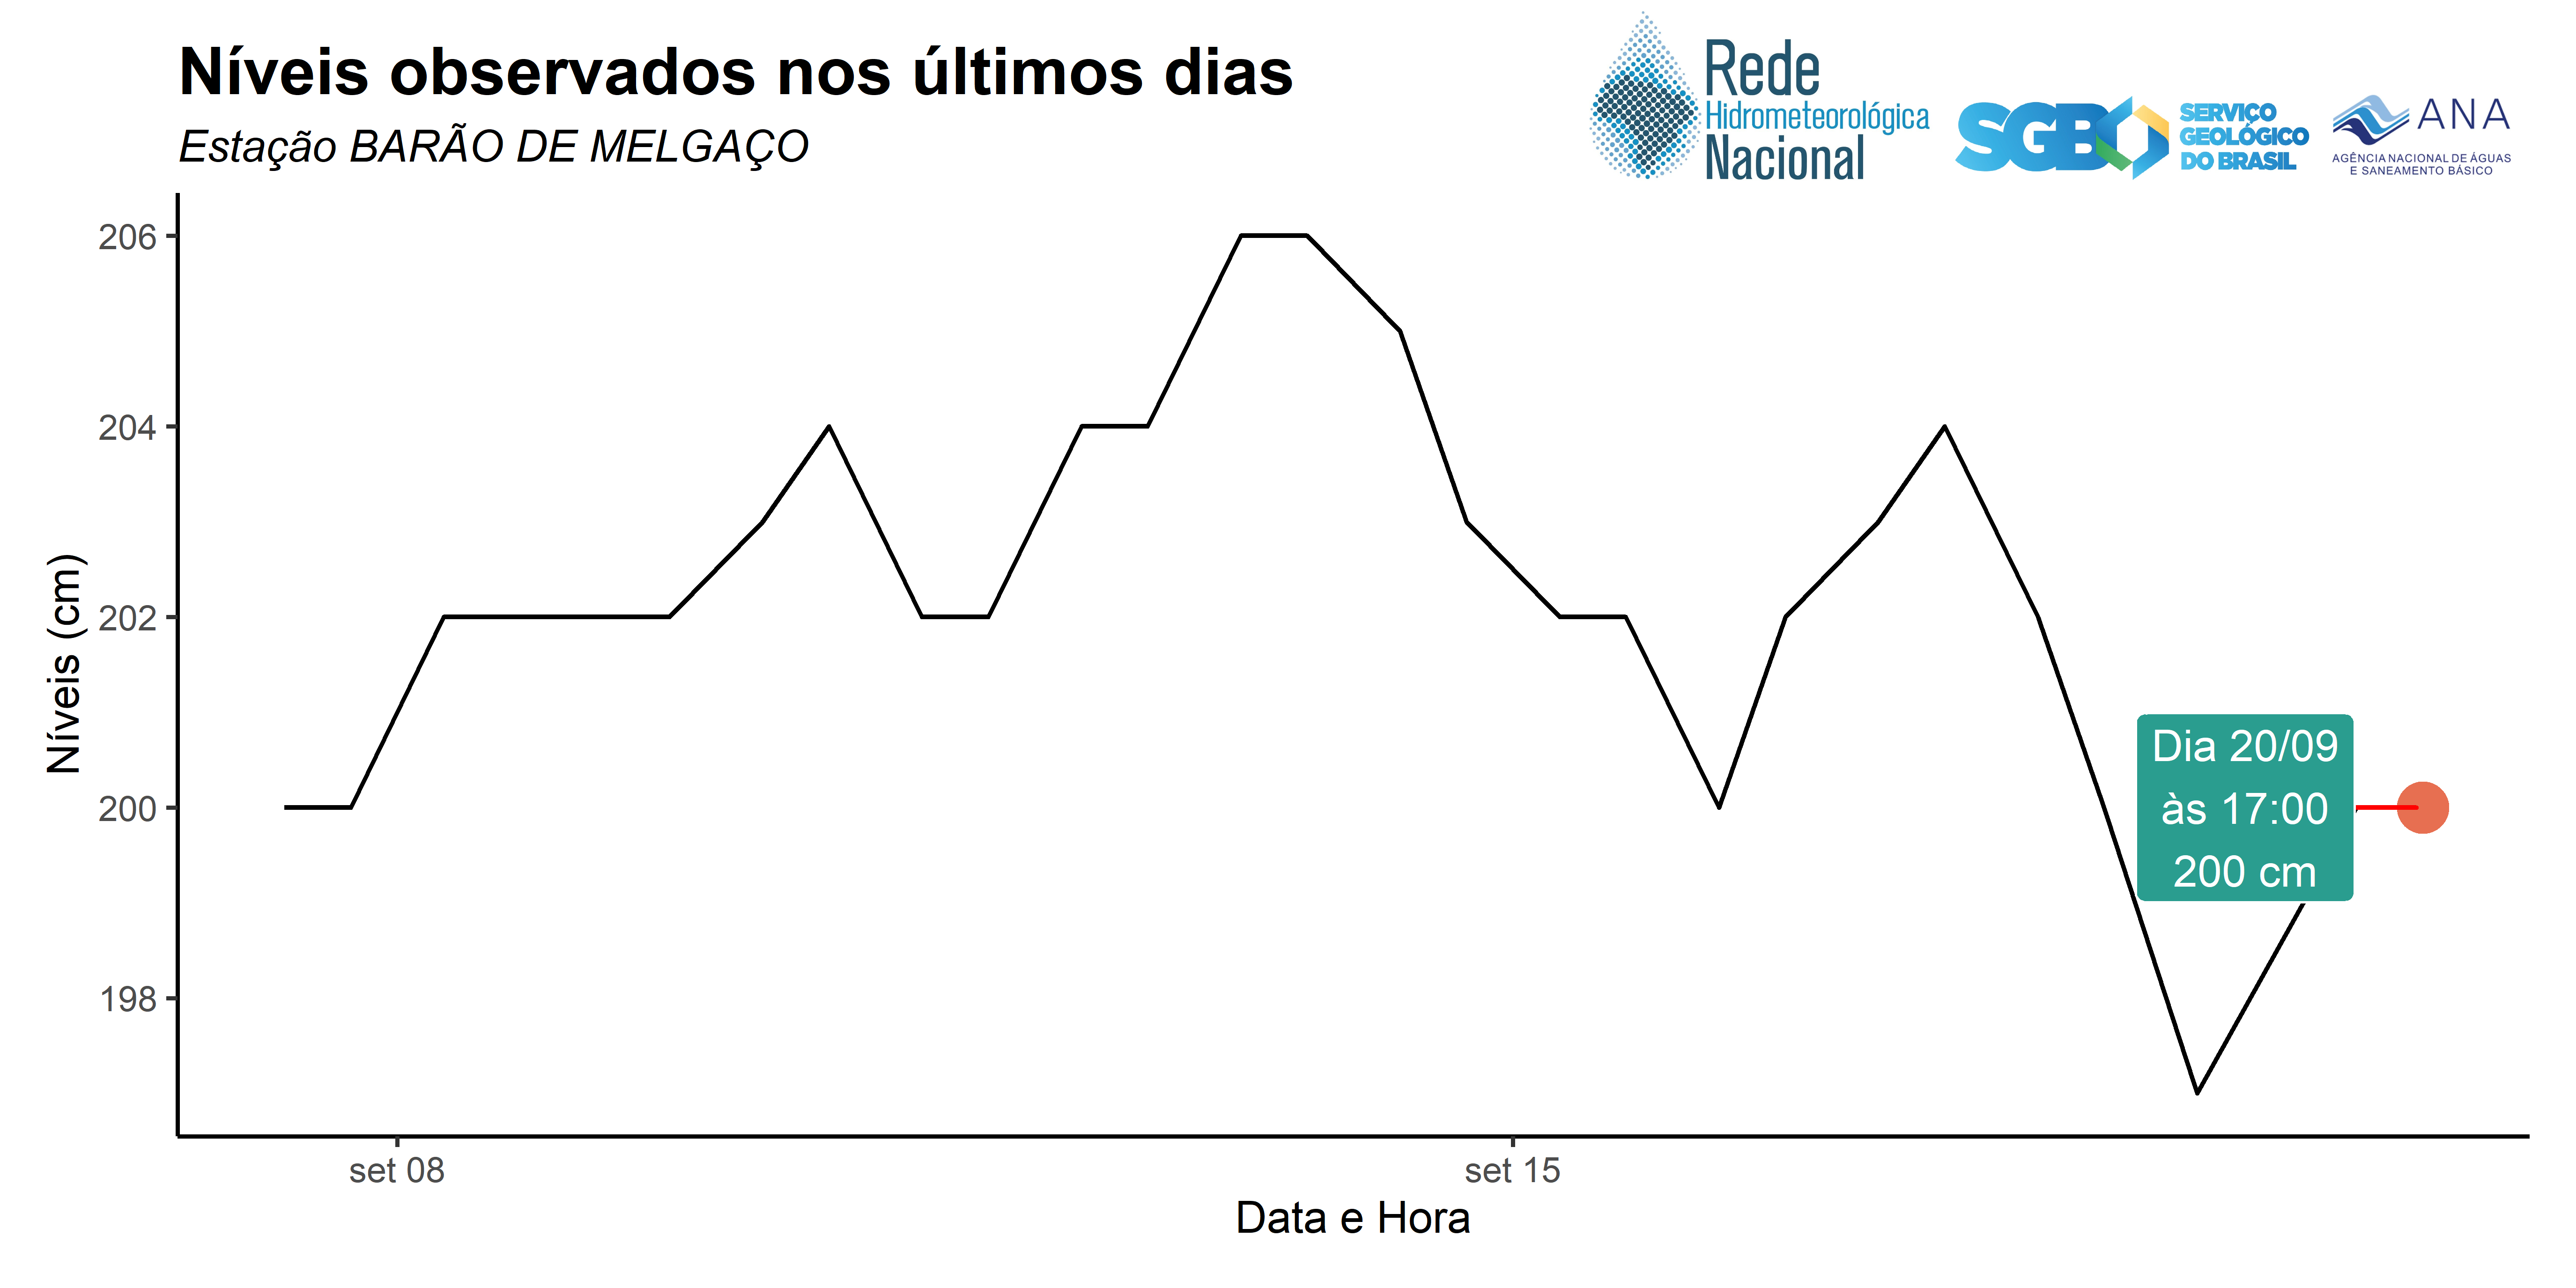 Níveis observados nos últimos dias
Estação BARÃO DE MELGAÇO
Rede
Hidrometeorológica
Nacional
SGB
SERVIÇO
GEOLÓGICO
DO BRASIL
ANA
AGÊNCIA NACIONAL DE ÁGUAS
E SANEAMENTO BÁSICO
Níveis (cm)
206
204
202
200
198
Dia 20/09
às 17:00
200 cm
set 08
set 15
Data e Hora